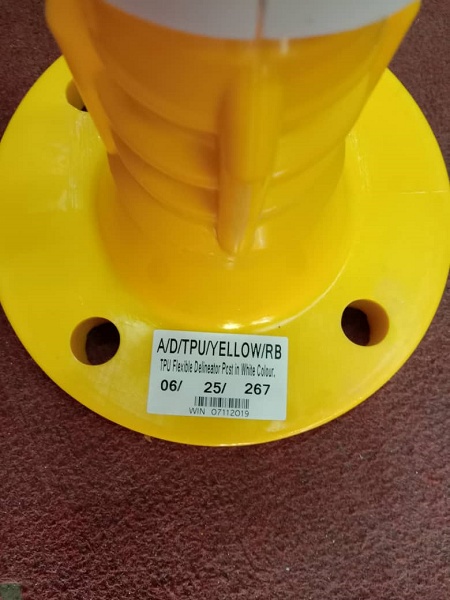 A/D/TPU/YELLOW/RB
TPU Flexible Delineator Post in White Colour.
06/ 25/ 267
WIN 07112019